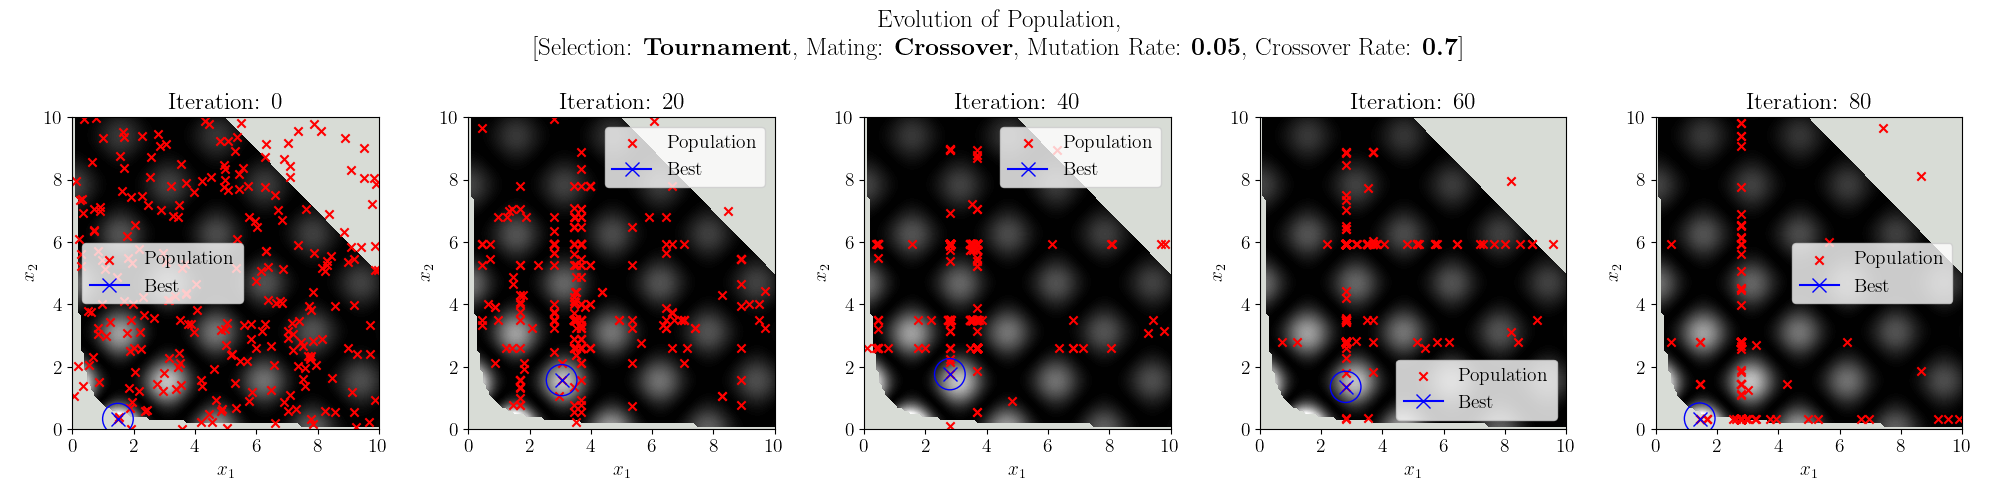 Evolution of Population,
[Selection: Tournament, Mating: Crossover, Mutation Rate: 0.05, Crossover Rate: 0.7]
Iteration: 0
10
8
6
4
2
0
x2
Population
Best
0 2 4 6 8 10
x1
Iteration: 20
10
8
6
4
2
0
x2
Population
Best
0 2 4 6 8 10
x1
Iteration: 40
10
8
6
4
2
0
x2
Population
Best
0 2 4 6 8 10
x1
Iteration: 60
10
8
6
4
2
0
x2
Population
Best
0 2 4 6 8 10
x1
Iteration: 80
10
8
6
4
2
0
x2
Population
Best
0 2 4 6 8 10
x1